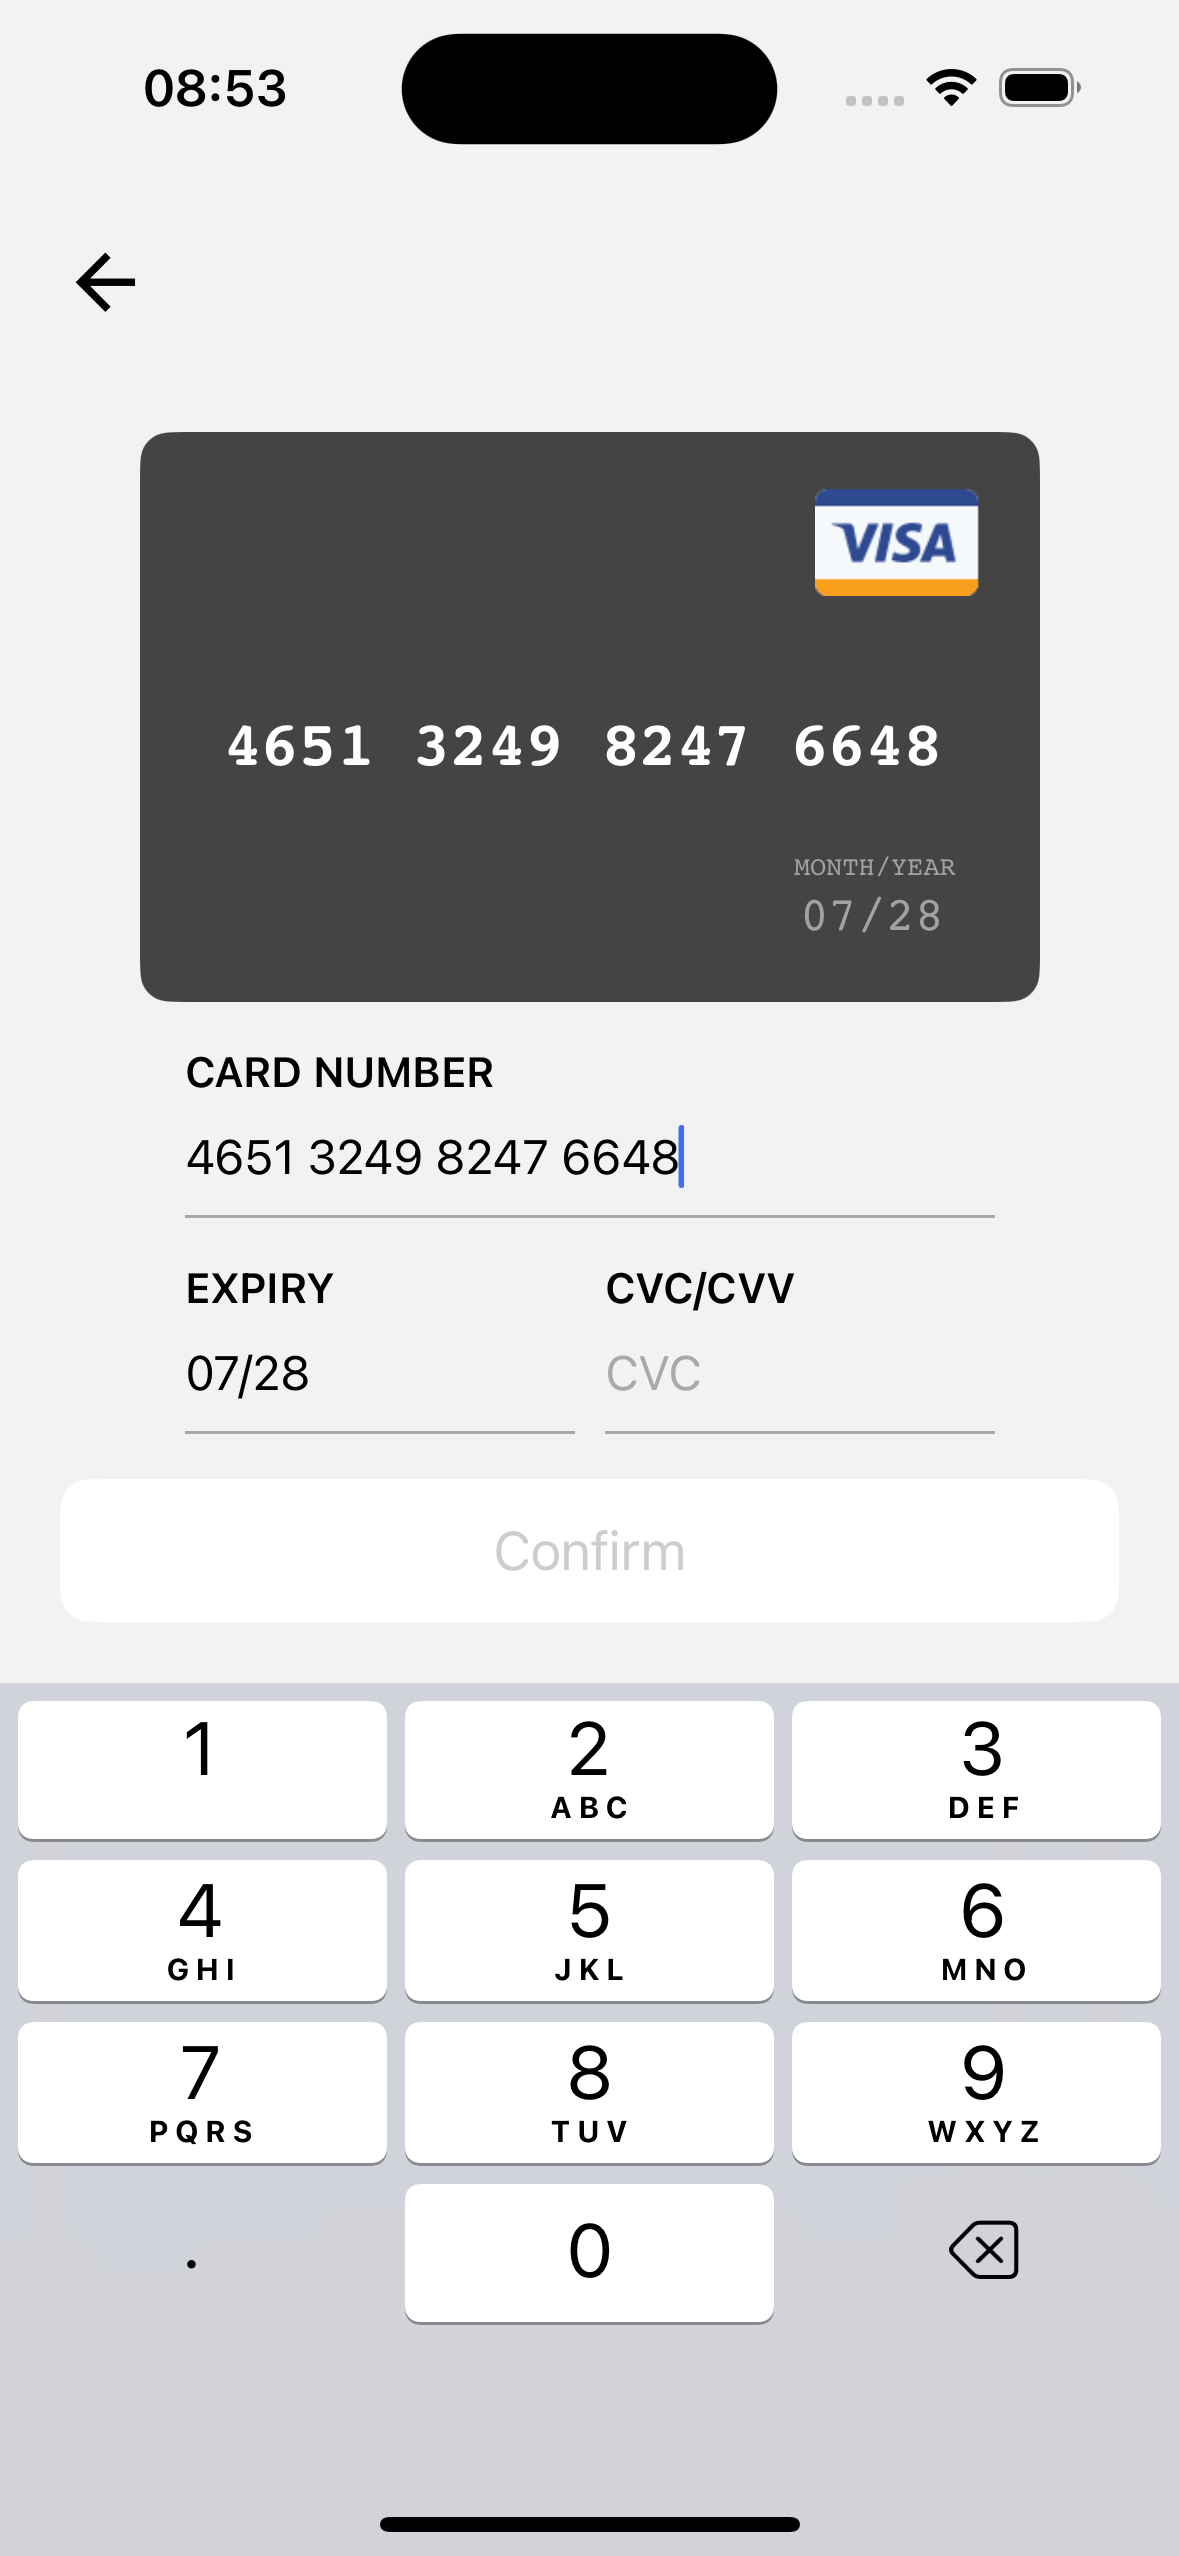 08:53
VISA
4651 3249 8247 6648
MONTH/YEAR
07/28
CARD NUMBER
4651 3249 8247 6648
EXPIRY CVC/CVV
07/28 CVC
Confirm
1 2 3
ABC DEF
4 5 6
GHI JKL MNO
7 8 9
PQRS TUV WXYZ
. 0